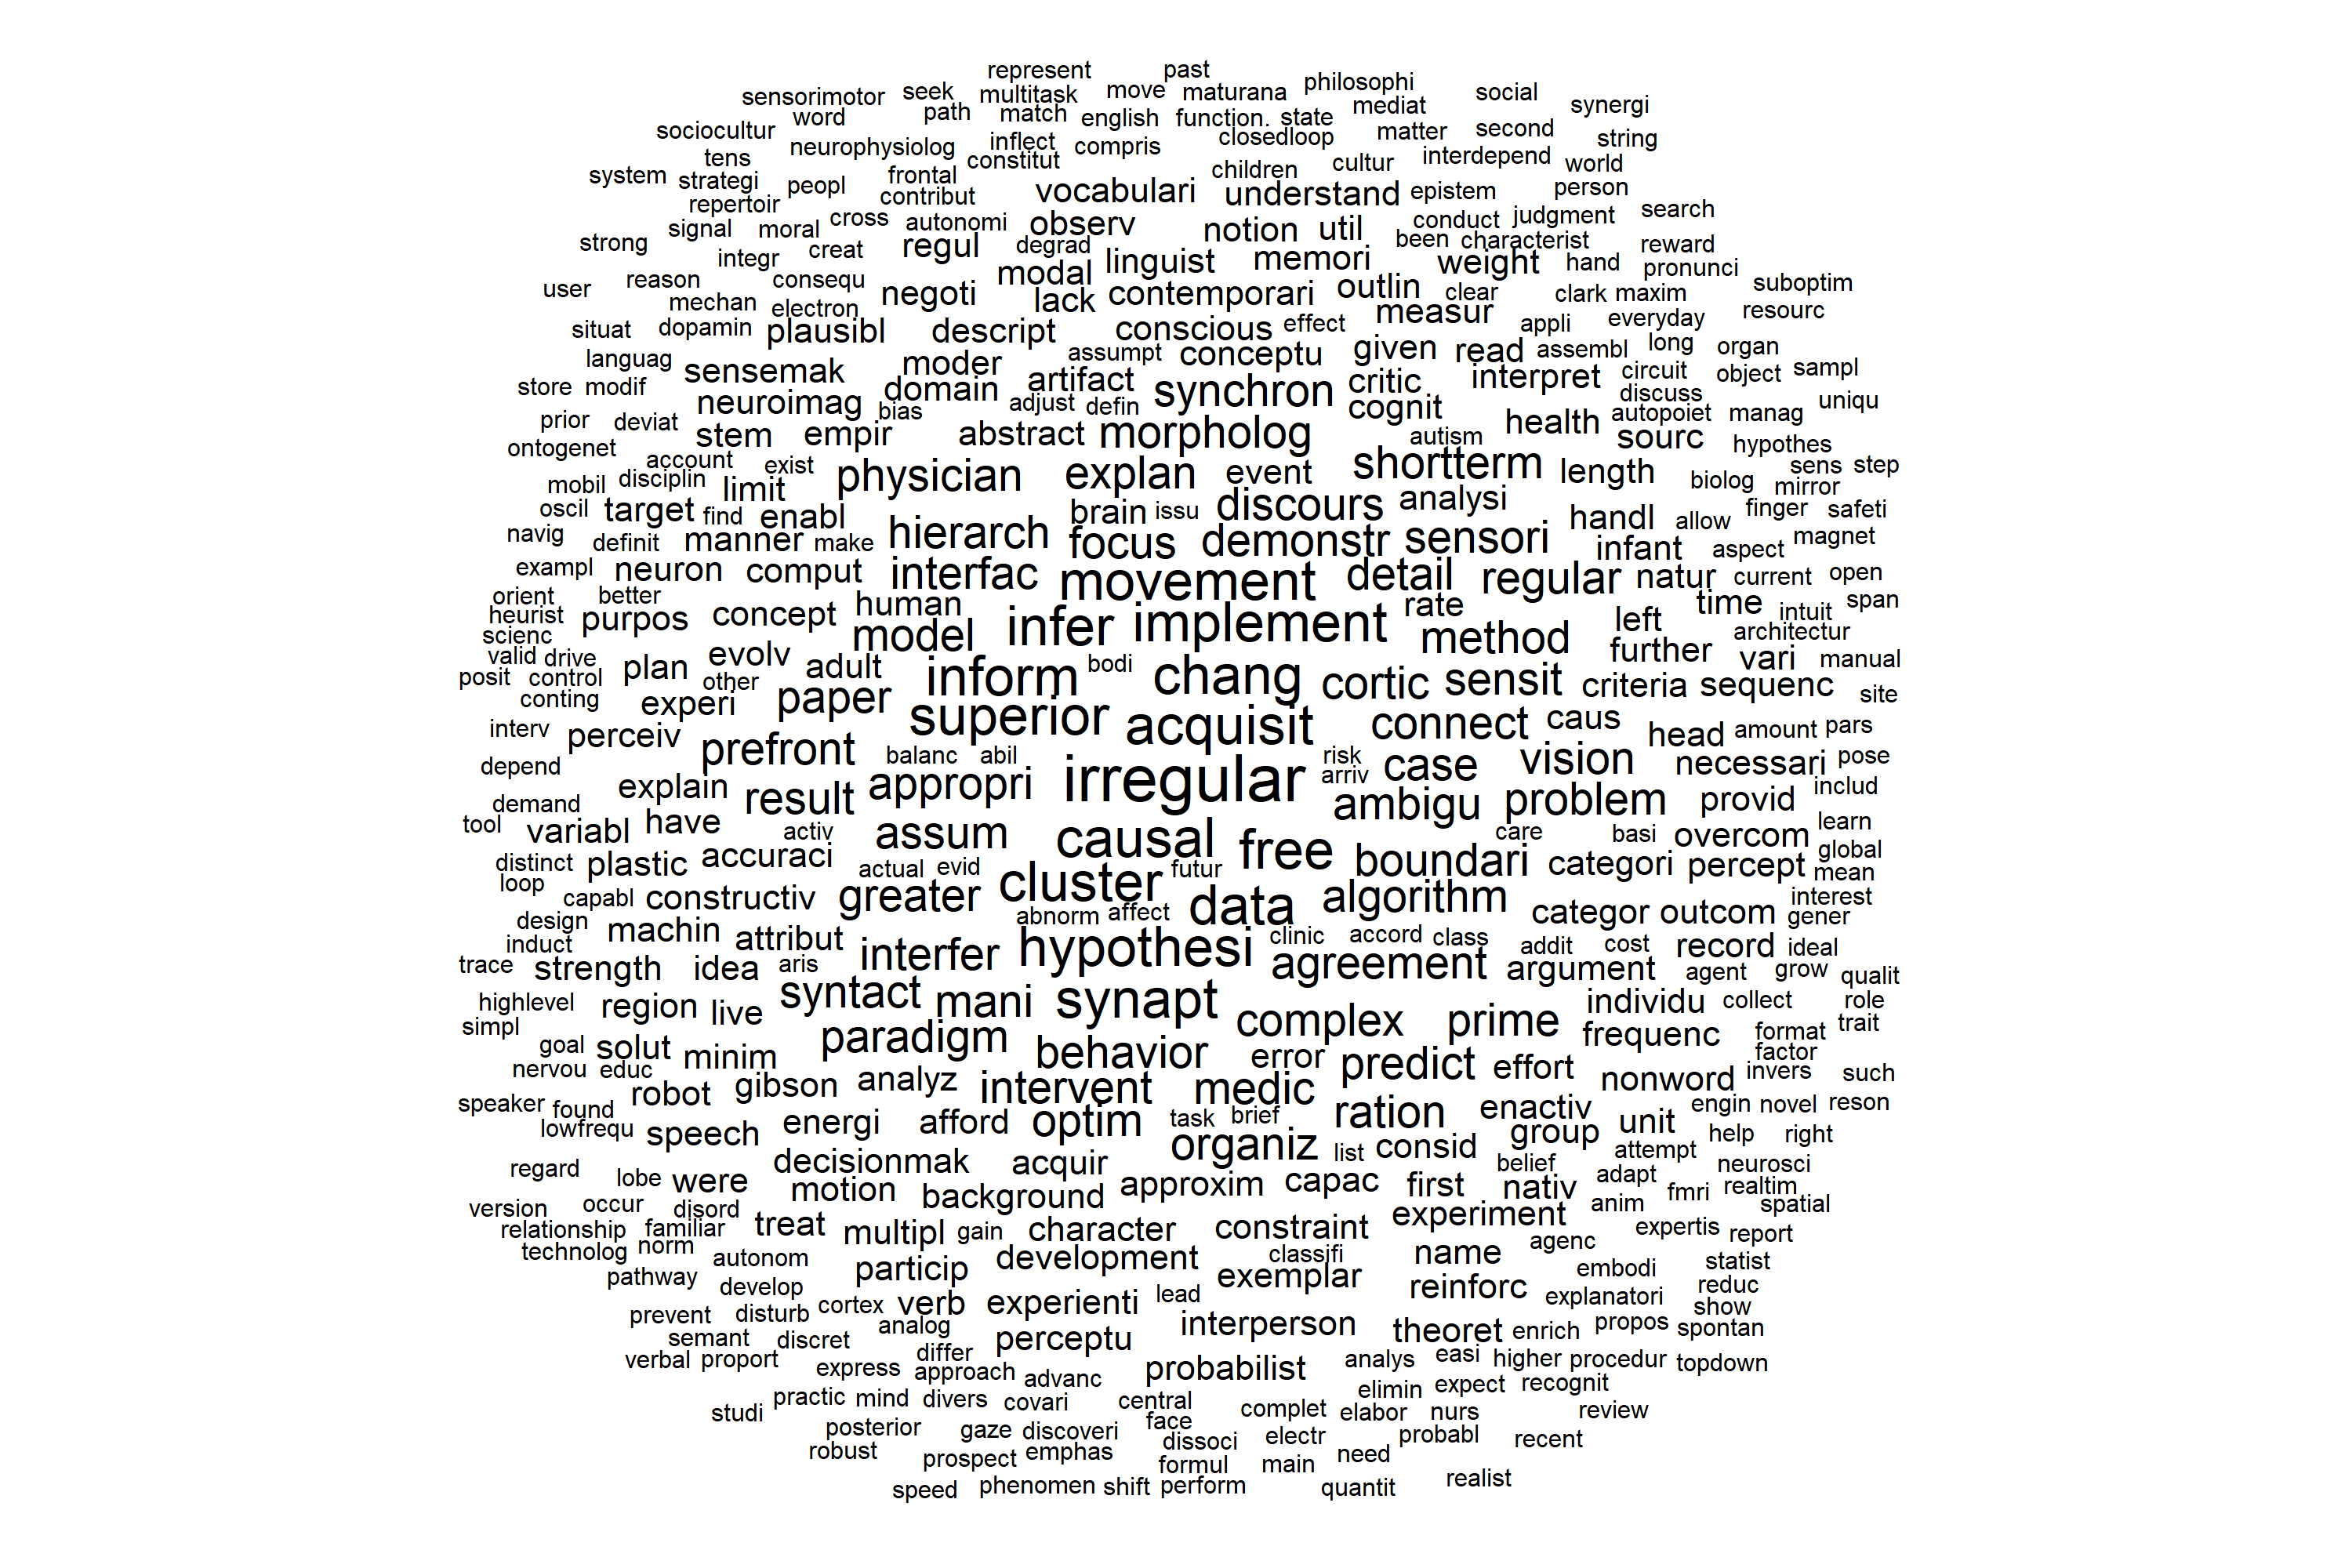 represent past
sensorimotor seek multitask move maturana philosophi social synergi
word path match english function. state mediat
sociocultur neurophysiolog inflect compris closedloop matter second string
tens constitut children cultur interdepend world
system strategi peopl frontal contribut vocabulari understand epistem person
repertoir signal moral cross autonomi observ notion util conduct judgment search
strong integr creat regul degrad been characterist reward
modal linguist memori weight hand pronunci
user reason consequ negoti lack contemporari outlin clear clark maxim suboptim
mechan electron measur resourc
situat dopamin plausibl descript conscious effect appli everyday
languag sensemak moder assumpt conceptu given read assembl long organ
store modif domain artifact synchron critic interpret circuit object sampl
neuroimag bias adjust defin cognit discuss autopoiet manag uniqu
prior deviat stem empir abstract morpholog autism health sourc hypothes
ontogenet account exist physician explan event shortterm length sens step
mobil disciplin limit biolog mirror
oscil target find enabl brain issu discours analysi handl allow finger safeti
navig definit manner make hierarch focus demonstr sensori infant aspect magnet
exampl neuron comput interfac movement detail regular natur current open
orient better human rate time intuit span
heurist purpos concept model infer implement method left architectur
scienc
valid drive plan evolv adult inform bodi chang further vari manual
posit control other cortic sensit criteria sequenc site
conting experi paper superior acquisit connect caus
interv perceiv prefront balanc abil risk head amount pars
depend vision necessari pose
explain result appropri irregular arriv case includ
demand ambigu problem provid
tool variabl have activ assum causal free care basi overcom learn
distinct plastic accuraci actual evid futur boundari categori percept global
loop mean
capabl constructiv greater cluster data algorithm interest
design machin attribut abnorm affect categor outcom gener
induct interfer hypothesi clinic accord class addit cost record ideal
trace strength idea aris agreement argument agent grow qualit
highlevel region live syntact mani synapt individu collect role
simpl paradigm complex prime frequenc format trait
goal solut minim behavior error predict effort factor
nervou educ robot gibson analyz intervent medic nonword invers such
speaker found energi afford optim task brief ration enactiv unit engin novel reson
lowfrequ speech organiz list consid group help right
regard lobe were decisionmak acquir belief attempt neurosci
motion background approxim capac first nativ adapt fmri realtim
version occur disord anim spatial
relationship familiar treat multipl gain character constraint experiment expertis report
technolog norm autonom development classifi name agenc statist
pathway develop particip exemplar reinforc embodi reduc
prevent disturb cortex verb experienti lead explanatori show
semant discret analog perceptu interperson theoret enrich propos spontan
verbal proport differ
express approach advanc probabilist analys easi higher procedur topdown
practic mind divers covari central elimin expect recognit
studi posterior gaze discoveri face complet elabor nurs review
robust prospect emphas dissoci electr probabl recent
formul main need
speed phenomen shift perform quantit realist